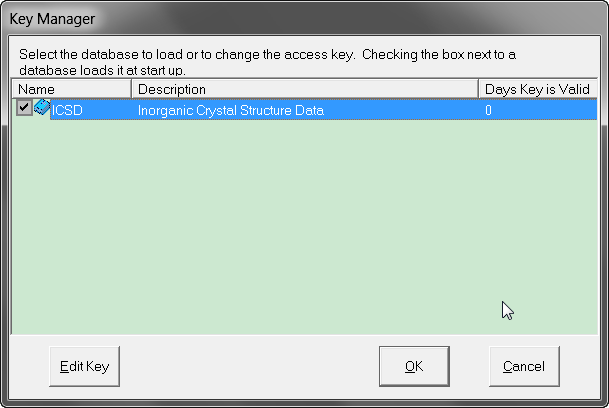 Key Manager
Select the database to load or to change the access key. Checking the box next to a
database loads it at start up.
Name Description Days Key is Valid
ICSD Inorganic Crystal Structure Data 0
Edit Key OK Cancel